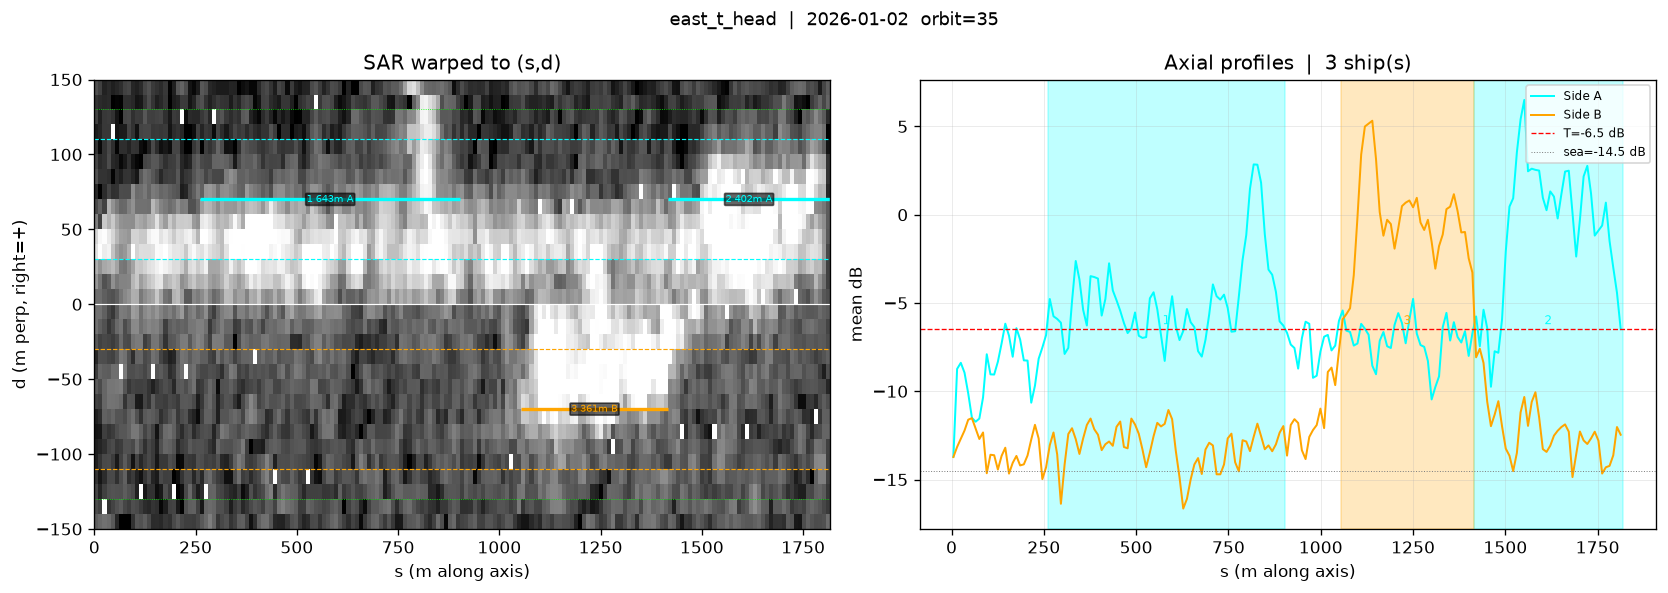 east_t_head | 2026-01-02 orbit=35
SAR warped to (s,d)
150
100
50
0
−50
−100
−150
d (m perp, right=+)
1 643m A
2 402m A
3 361m B
0
250
500
750
1000
1250
1500
1750
s (m along axis)
Axial profiles | 3 ship(s)
5
0
−5
−10
−15
mean dB
Side A
Side B
T=-6.5 dB
sea=-14.5 dB
1
3
2
0
250
500
750
1000
1250
1500
1750
s (m along axis)